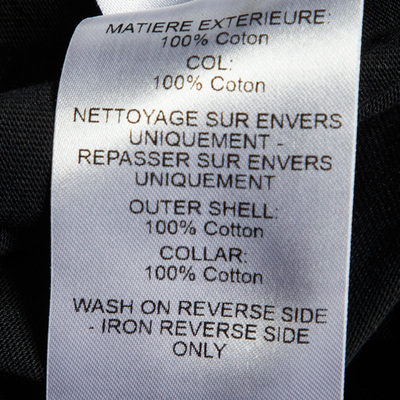 MATIERE EXTERIEURE:
100% Coton
COL:
100% Coton
NETTOYAGE SUR ENVERS
UNIQUEMENT -
REPASSER SUR ENVERS
UNIQUEMENT
OUTER SHELL:
100% Cotton
COLLAR:
100% Cotton
WASH ON REVERSE SIDE
- IRON REVERSE SIDE
ONLY